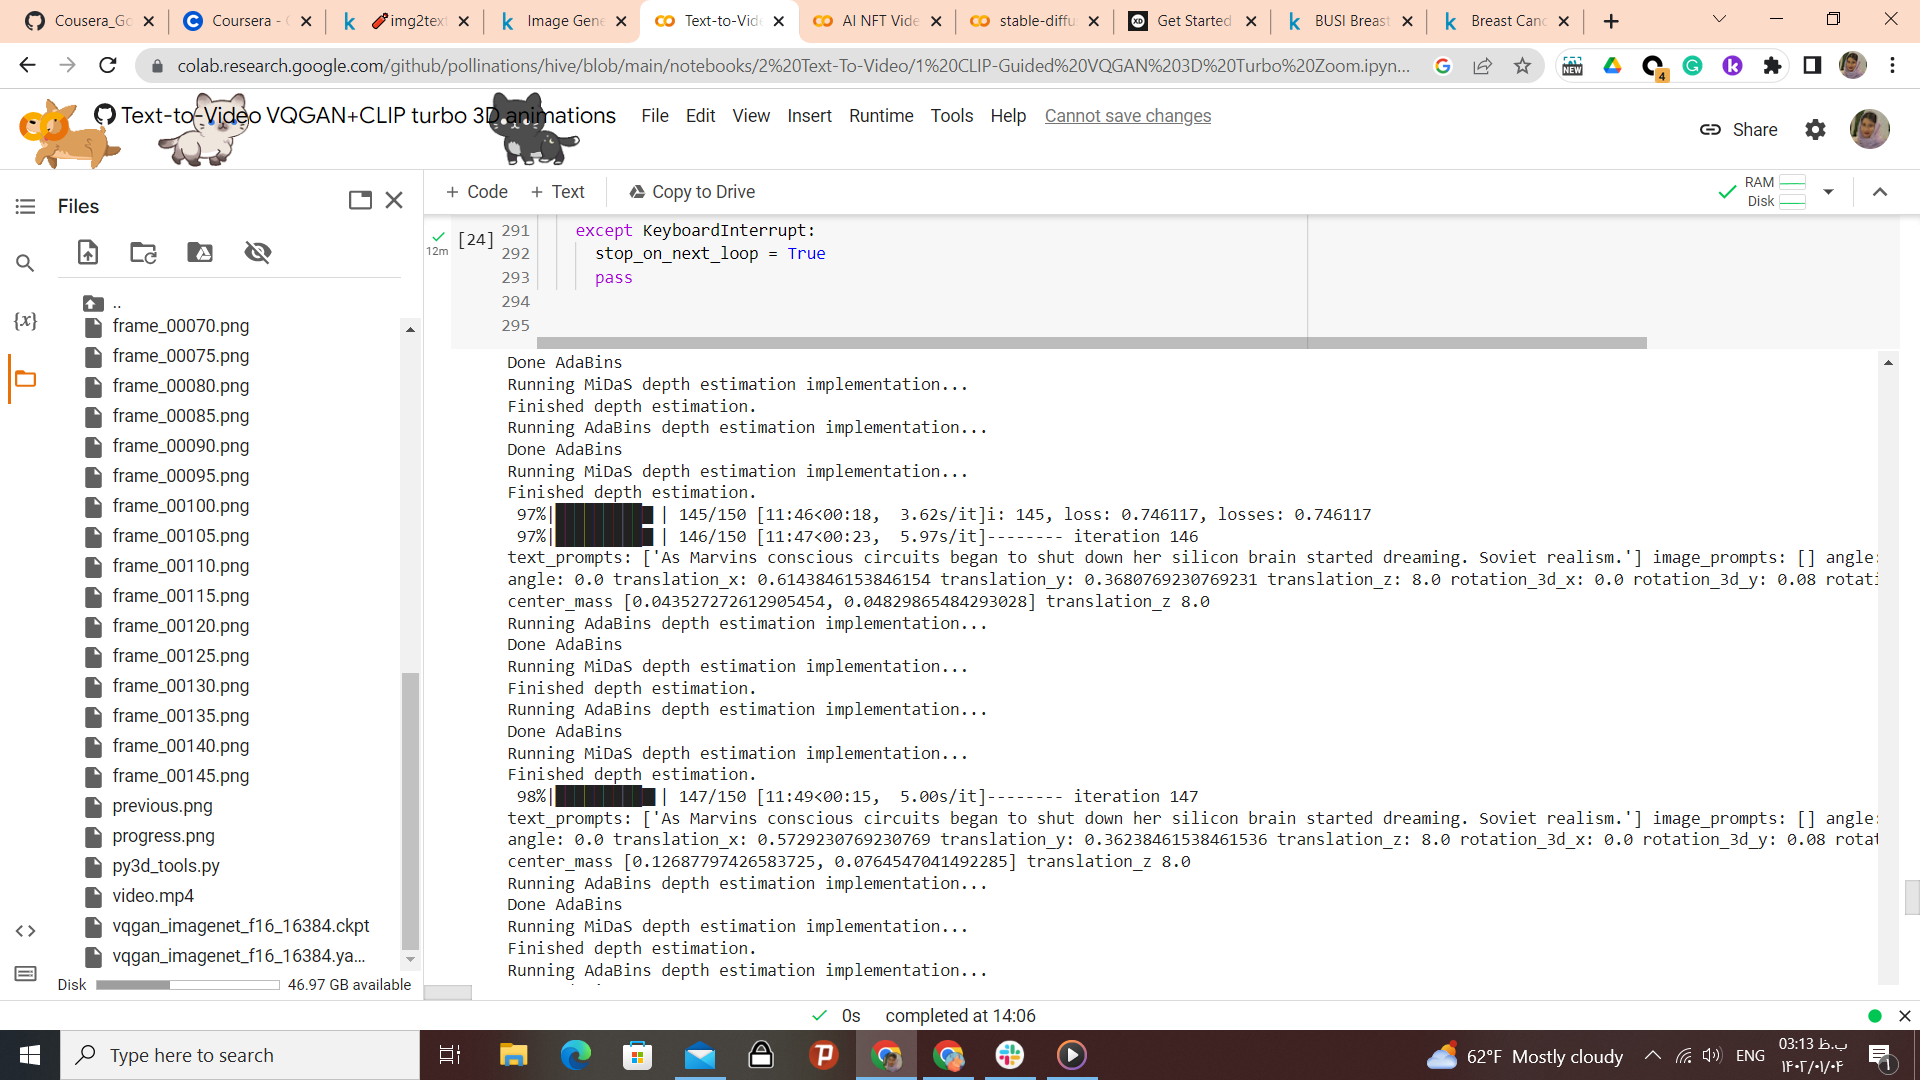 Cousera_Go
Coursera - 
img2text
Image Gene
Text-to-Vide
AI NFT Vide
stable-diffu
Get Started
BUSI Breast
Breast Canc
colab.research.google.com/github/pollinations/hive/blob/main/notebooks/2%20Text-To-Video/1%20CLIP-Guided%20VQGAN%203D%20Turbo%20Zoom.ipyn...
NEW
4
Text-to-Video VQGAN+CLIP turbo 3D animations
File Edit View Insert Runtime Tools Help Cannot save changes
Share
Files
+ Code + Text Copy to Drive
RAM
Disk
..
frame_00070.png
frame_00075.png
frame_00080.png
frame_00085.png
frame_00090.png
frame_00095.png
frame_00100.png
frame_00105.png
frame_00110.png
frame_00115.png
frame_00120.png
frame_00125.png
frame_00130.png
frame_00135.png
frame_00140.png
frame_00145.png
previous.png
progress.png
py3d_tools.py
video.mp4
vqgan_imagenet_f16_16384.ckpt
vqgan_imagenet_f16_16384.ya...
Disk 46.97 GB available
12m
[24]
291 except KeyboardInterrupt:
292 stop_on_next_loop = True
293 pass
294
295
Done AdaBins
Running MiDaS depth estimation implementation...
Finished depth estimation.
Running AdaBins depth estimation implementation...
Done AdaBins
Running MiDaS depth estimation implementation...
Finished depth estimation.
97%| | 145/150 [11:46<00:18, 3.62s/it]i: 145, loss: 0.746117, losses: 0.746117
97%| | 146/150 [11:47<00:23, 5.97s/it]-------- iteration 146
text_prompts: ['As Marvins conscious circuits began to shut down her silicon brain started dreaming. Soviet realism.'] image_prompts: [] angle:
angle: 0.0 translation_x: 0.6143846153846154 translation_y: 0.3680769230769231 translation_z: 8.0 rotation_3d_x: 0.0 rotation_3d_y: 0.08 rotati
center_mass [0.043527272612905454, 0.04829865484293028] translation_z 8.0
Running AdaBins depth estimation implementation...
Done AdaBins
Running MiDaS depth estimation implementation...
Finished depth estimation.
Running AdaBins depth estimation implementation...
Done AdaBins
Running MiDaS depth estimation implementation...
Finished depth estimation.
98%| | 147/150 [11:49<00:15, 5.00s/it]-------- iteration 147
text_prompts: ['As Marvins conscious circuits began to shut down her silicon brain started dreaming. Soviet realism.'] image_prompts: [] angle:
angle: 0.0 translation_x: 0.5729230769230769 translation_y: 0.36238461538461536 translation_z: 8.0 rotation_3d_x: 0.0 rotation_3d_y: 0.08 rotat
center_mass [0.12687797426583725, 0.0764547041492285] translation_z 8.0
Running AdaBins depth estimation implementation...
Done AdaBins
Running MiDaS depth estimation implementation...
Finished depth estimation.
Running AdaBins depth estimation implementation...
0s completed at 14:06
Type here to search
62°F Mostly cloudy
ENG
03:13 ب.ظ
۱۴۰۲/۰۱/۰۴
۱